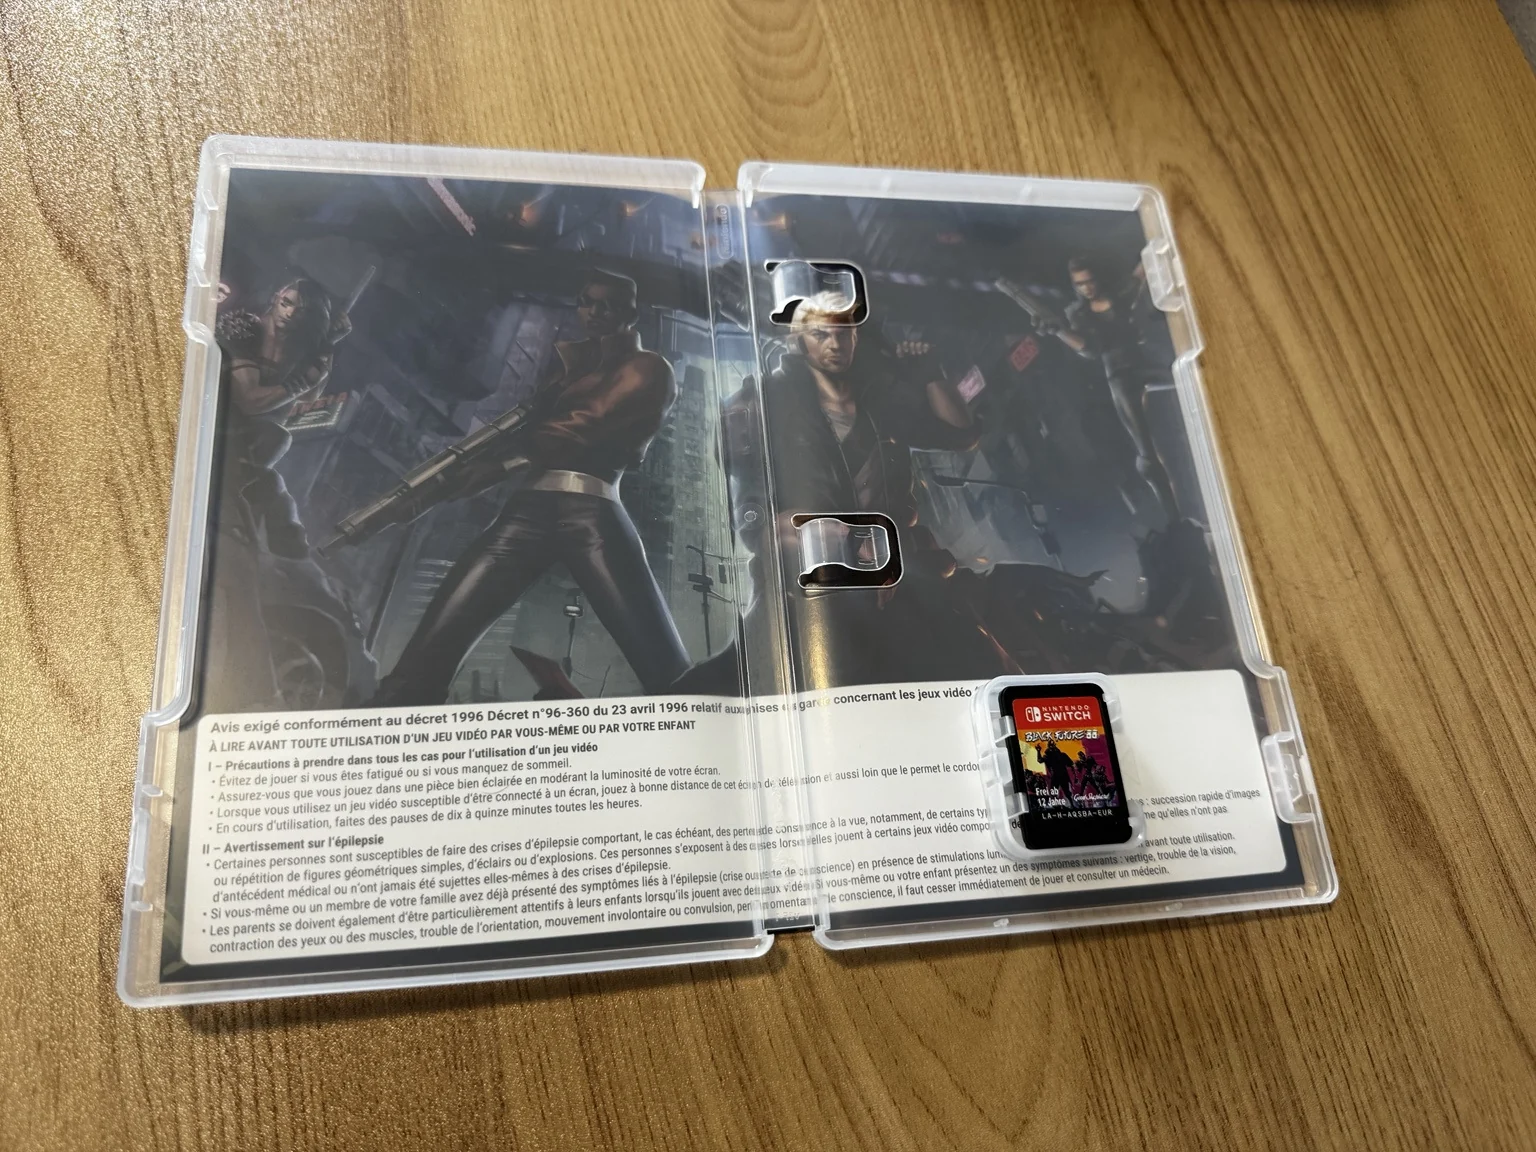 Avis exigé conformément au décret 1996 Décret n°96-360 du 23 avril 1996 relatif aux mises en garde concernant les jeux vidéo
À LIRE AVANT TOUTE UTILISATION D'UN JEU VIDÉO PAR VOUS-MÊME OU PAR VOTRE ENFANT
I – Précautions à prendre dans tous les cas pour l'utilisation d'un jeu vidéo
• Évitez de jouer si vous êtes fatigué ou si vous manquez de sommeil.
• Assurez-vous que vous jouez dans une pièce bien éclairée en modérant la luminosité de votre écran.
• Lorsque vous utilisez un jeu vidéo susceptible d'être connecté à un écran, jouez à bonne distance de cet écran de télévision et aussi loin que le permet le cordon
• En cours d'utilisation, faites des pauses de dix à quinze minutes toutes les heures.
II – Avertissement sur l'épilepsie
• Certaines personnes sont susceptibles de faire des crises d'épilepsie comportant, le cas échéant, des pertes de conscience à la vue, notamment, de certains : succession rapide d'images
ou répétition de figures géométriques simples, d'éclairs ou d'explosions. Ces personnes s'exposent à des crises lorsqu'elles jouent à certains jeux vidéo qu'elles n'ont pas
d'antécédent médical ou n'ont jamais été sujettes elles-mêmes à des crises d'épilepsie.
• Si vous-même ou un membre de votre famille avez déjà présenté des symptômes liés à l'épilepsie (crise ou perte de conscience) en présence de stimulations avant toute utilisation.
• Les parents se doivent également d'être particulièrement attentifs à leurs enfants lorsqu'ils jouent avec des jeux vidéo. Si vous-même ou votre enfant présentez un des symptômes suivants : vertige, trouble de la vision,
contraction des yeux ou des muscles, trouble de l'orientation, mouvement involontaire ou convulsion, perte momentanée de conscience, il faut cesser immédiatement de jouer et consulter un médecin.
NINTENDO
SWITCH
BLACK FUTURE 88
Frei ab
12 Jahre
LA-H-AQSBA-EUR